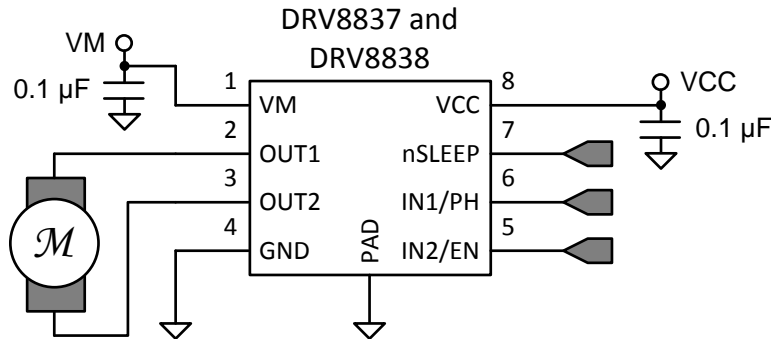 DRV8837 and
DRV8838
VM
0.1 µF
1
VM
2
OUT1
3
OUT2
4
GND
PAD
8
VCC
7
nSLEEP
6
IN1/PH
5
IN2/EN
VCC
0.1 µF
M